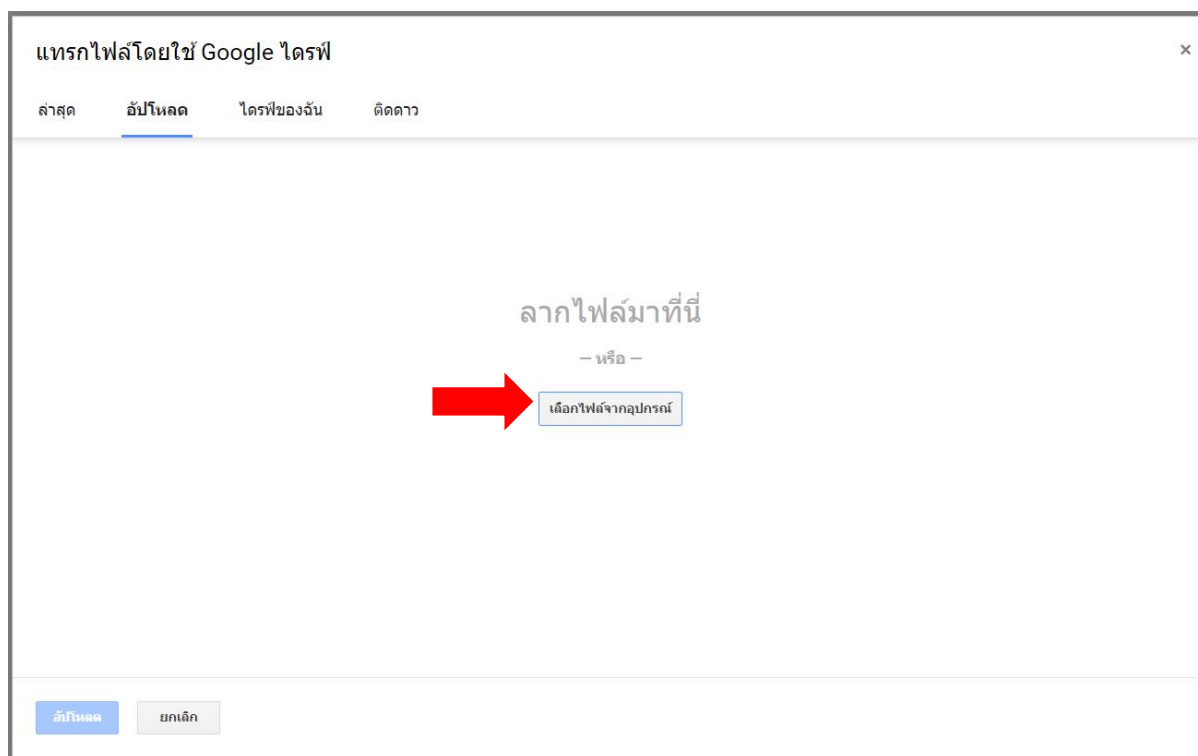 แทรกไฟล์โดยใช้ Google ไดรฟ์
×
ล่าสุด อัปโหลด ไดรฟ์ของฉัน ติดดาว
ลากไฟล์มาที่นี่
— หรือ —
เลือกไฟล์จากอุปกรณ์
อัปโหลด ยกเลิก